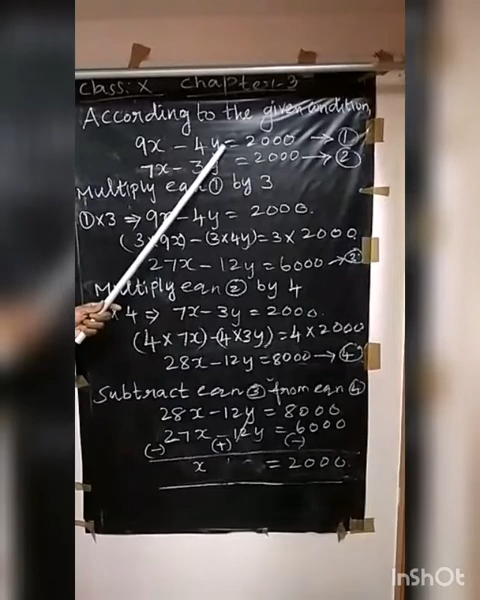 Class: X Chapter-3
According to the given condition,
9x - 4y = 2000 → ①
7x - 3y = 2000 → ②
Multiply eqn ① by 3
① × 3 ⇒ 9x - 4y = 2000.
(3×9x) - (3×4y) = 3 × 2000
27x - 12y = 6000 → ③
Multiply eqn ② by 4
× 4 ⇒ 7x - 3y = 2000.
(4 × 7x) - (4 × 3y) = 4 × 2000
28x - 12y = 8000 → ④
Subtract eqn ③ from eqn ④
28x - 12y = 8000
27x - 12y = 6000
(-) (+) (-)
x = 2000.
InShOt